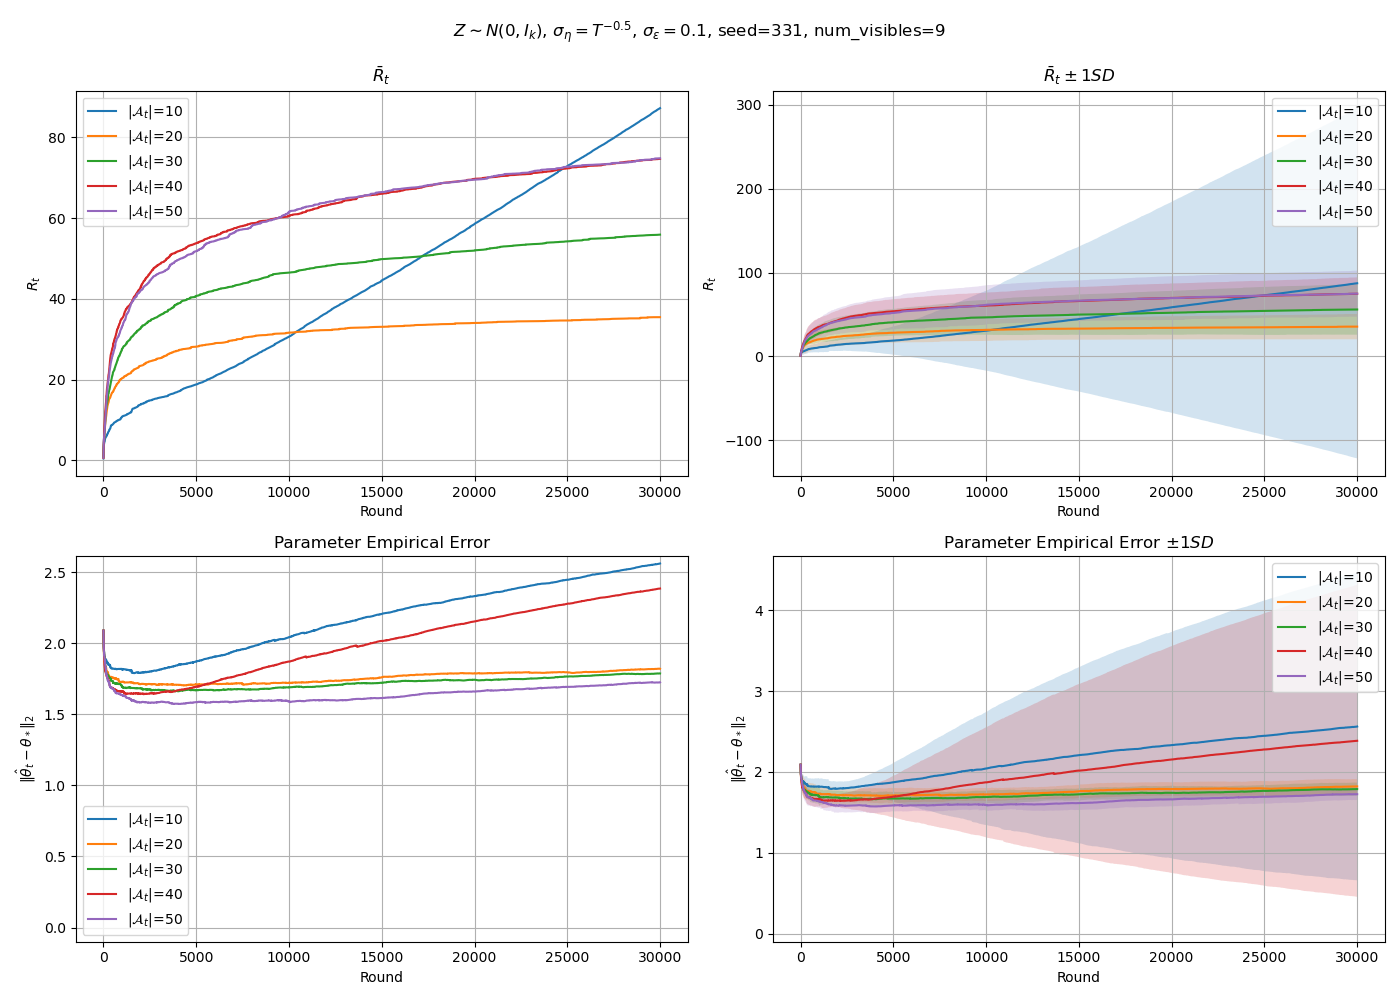 Z ∼ N(0, I_k), σ_η = T^{−0.5}, σ_ε = 0.1, seed=331, num_visibles=9
R̄_t
R_t
80
60
40
20
0
|𝒜_t|=10
|𝒜_t|=20
|𝒜_t|=30
|𝒜_t|=40
|𝒜_t|=50
0 5000 10000 15000 20000 25000 30000
Round
R̄_t ± 1SD
R_t
300
200
100
0
−100
|𝒜_t|=10
|𝒜_t|=20
|𝒜_t|=30
|𝒜_t|=40
|𝒜_t|=50
0 5000 10000 15000 20000 25000 30000
Round
Parameter Empirical Error
‖θ̂_t − θ_*‖_2
2.5
2.0
1.5
1.0
0.5
0.0
|𝒜_t|=10
|𝒜_t|=20
|𝒜_t|=30
|𝒜_t|=40
|𝒜_t|=50
0 5000 10000 15000 20000 25000 30000
Round
Parameter Empirical Error ±1SD
‖θ̂_t − θ_*‖_2
4
3
2
1
0
|𝒜_t|=10
|𝒜_t|=20
|𝒜_t|=30
|𝒜_t|=40
|𝒜_t|=50
0 5000 10000 15000 20000 25000 30000
Round